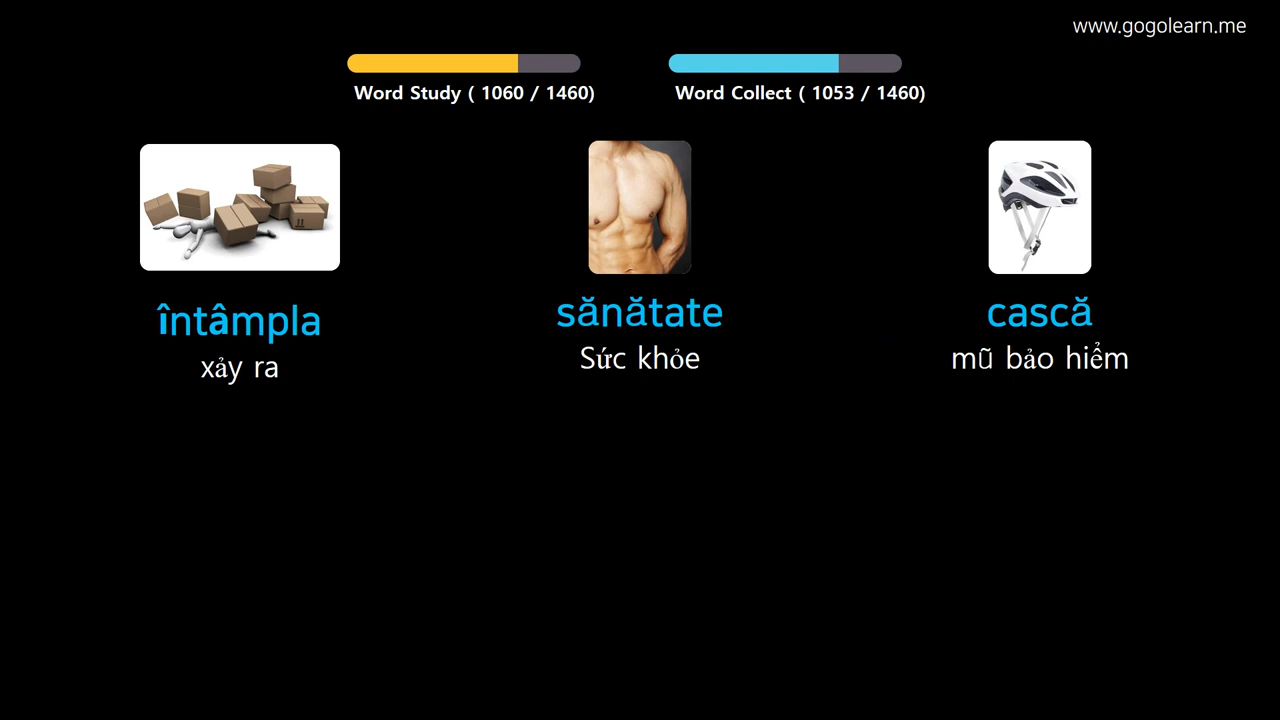 www.gogolearn.me
Word Study ( 1060 / 1460)
Word Collect ( 1053 / 1460)
întâmpla
xảy ra
sănătate
Sức khỏe
cască
mũ bảo hiểm